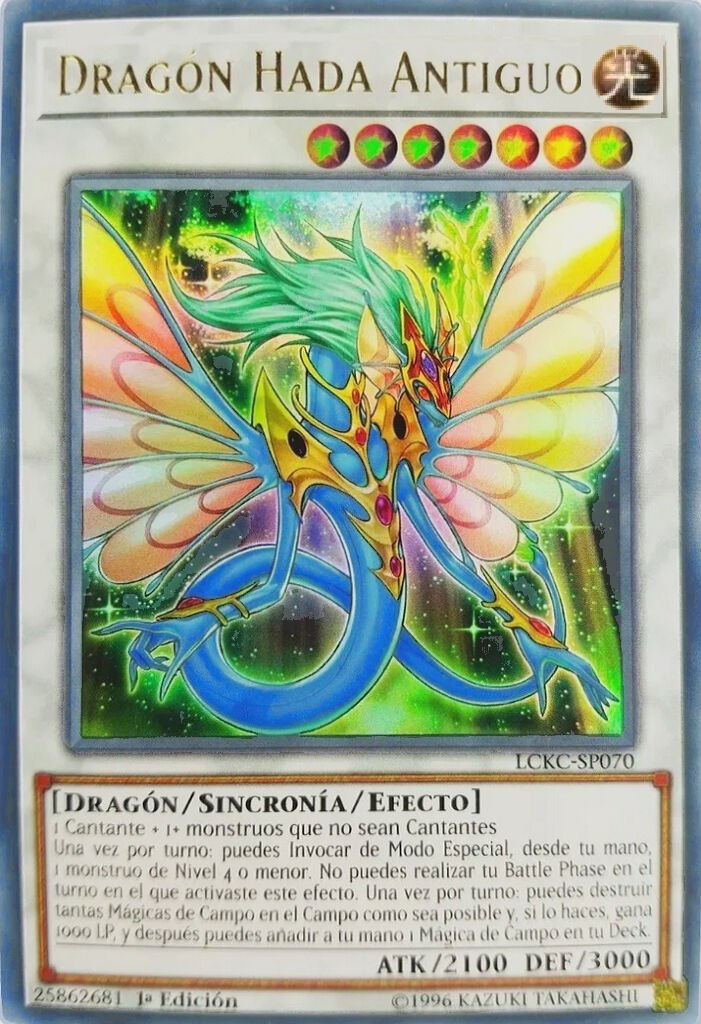 DRAGÓN HADA ANTIGUO 光
LCKC-SP070
[DRAGÓN/SINCRONÍA/EFECTO]
1 Cantante + 1+ monstruos que no sean Cantantes
Una vez por turno: puedes Invocar de Modo Especial, desde tu mano,
1 monstruo de Nivel 4 o menor. No puedes realizar tu Battle Phase en el
turno en el que activaste este efecto. Una vez por turno: puedes destruir
tantas Mágicas de Campo en el Campo como sea posible y, si lo haces, gana
1000 LP, y después puedes añadir a tu mano 1 Mágica de Campo en tu Deck.
ATK/2100 DEF/3000
25862681 1ª Edición ©1996 KAZUKI TAKAHASHI